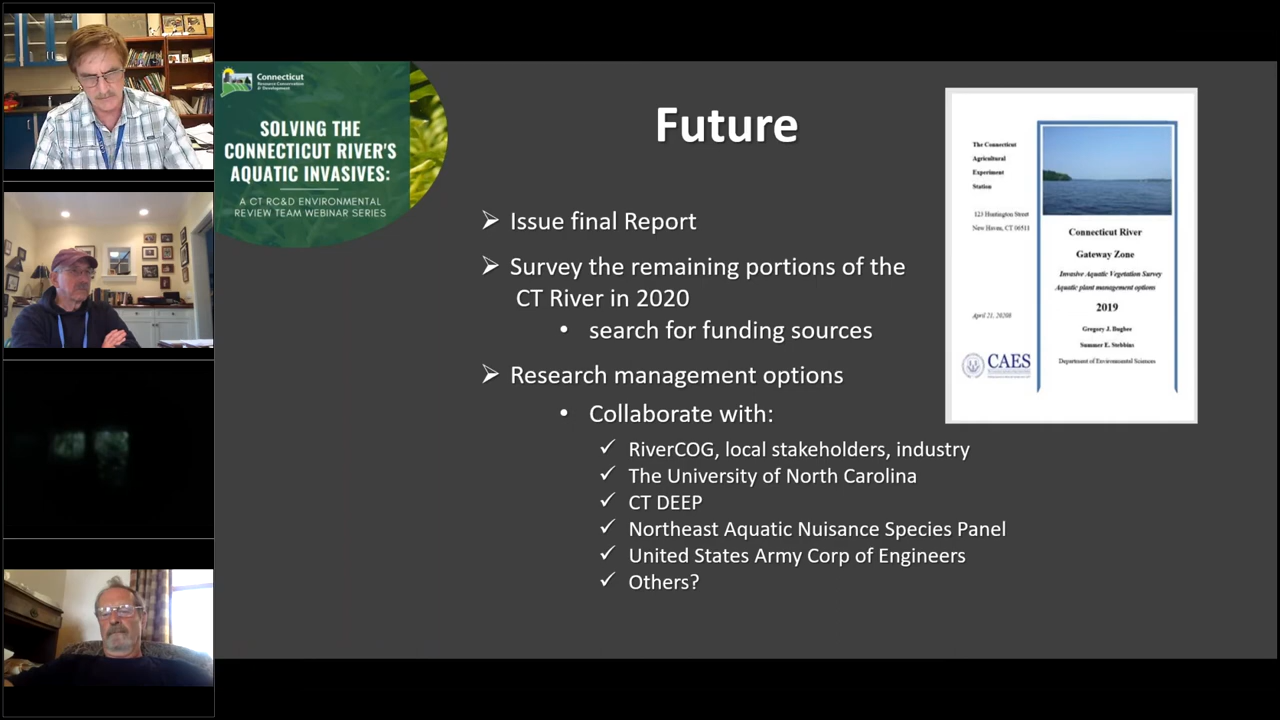 Connecticut
Resource Conservation
& Development
SOLVING THE
CONNECTICUT RIVER'S
AQUATIC INVASIVES:
A CT RC&D ENVIRONMENTAL
REVIEW TEAM WEBINAR SERIES
Future
Issue final Report
Survey the remaining portions of the
CT River in 2020
search for funding sources
Research management options
Collaborate with:
RiverCOG, local stakeholders, industry
The University of North Carolina
CT DEEP
Northeast Aquatic Nuisance Species Panel
United States Army Corp of Engineers
Others?
The Connecticut
Agricultural
Experiment
Station
123 Huntington Street
New Haven, CT 06511
Connecticut River
Gateway Zone
Invasive Aquatic Vegetation Survey
Aquatic plant management options
2019
Gregory J. Bugbee
Summer E. Stebbins
Department of Environmental Sciences
April 21, 20208
CAES